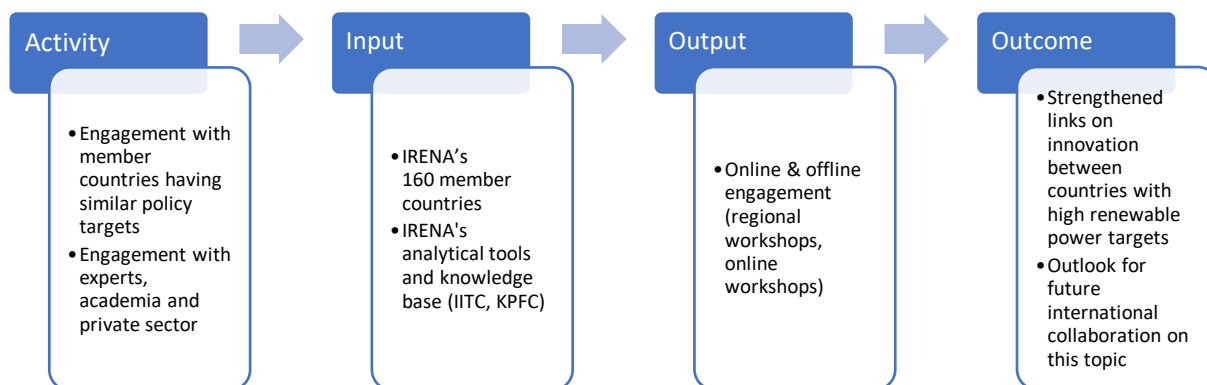 Activity
•Engagement with
member
countries having
similar policy
targets
•Engagement with
experts,
academia and
private sector
Input
•IRENA’s
160 member
countries
•IRENA's
analytical tools
and knowledge
base (IITC, KPFC)
Output
•Online & offline
engagement
(regional
workshops,
online
workshops)
Outcome
•Strengthened
links on
innovation
between
countries with
high renewable
power targets
•Outlook for
future
international
collaboration on
this topic